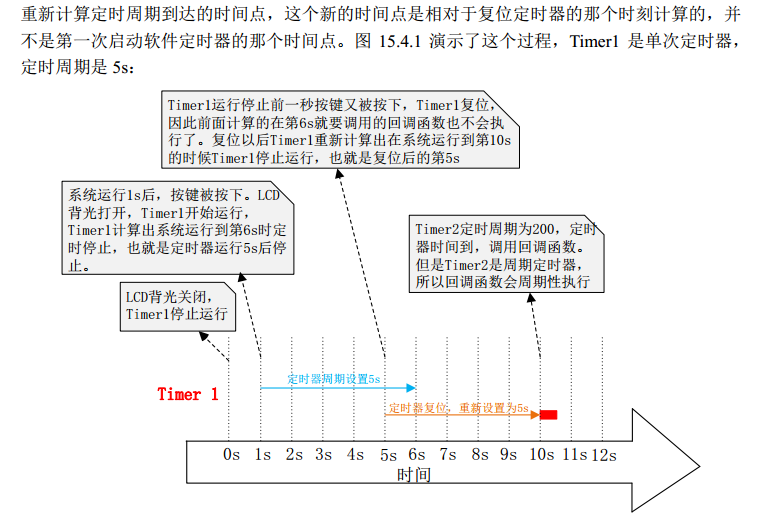 重新计算定时周期到达的时间点，这个新的时间点是相对于复位定时器的那个时刻计算的，并
不是第一次启动软件定时器的那个时间点。图 15.4.1 演示了这个过程，Timer1 是单次定时器，
定时周期是 5s：
Timer1运行停止前一秒按键又被按下，Timer1复位，
因此前面计算的在第6s就要调用的回调函数也不会执
行了。复位以后Timer1重新计算出在系统运行到第10s
的时候Timer1停止运行，也就是复位后的第5s
系统运行1s后，按键被按下。LCD
背光打开，Timer1开始运行，
Timer1计算出系统运行到第6s时定
时停止，也就是定时器运行5s后停
止。
Timer2定时周期为200，定时
器时间到，调用回调函数。
但是Timer2是周期定时器，
所以回调函数会周期性执行
LCD背光关闭，
Timer1停止运行
定时器周期设置5s
Timer 1
定时器复位，重新设置为5s
0s 1s 2s 3s 4s 5s 6s 7s 8s 9s 10s 11s 12s
时间